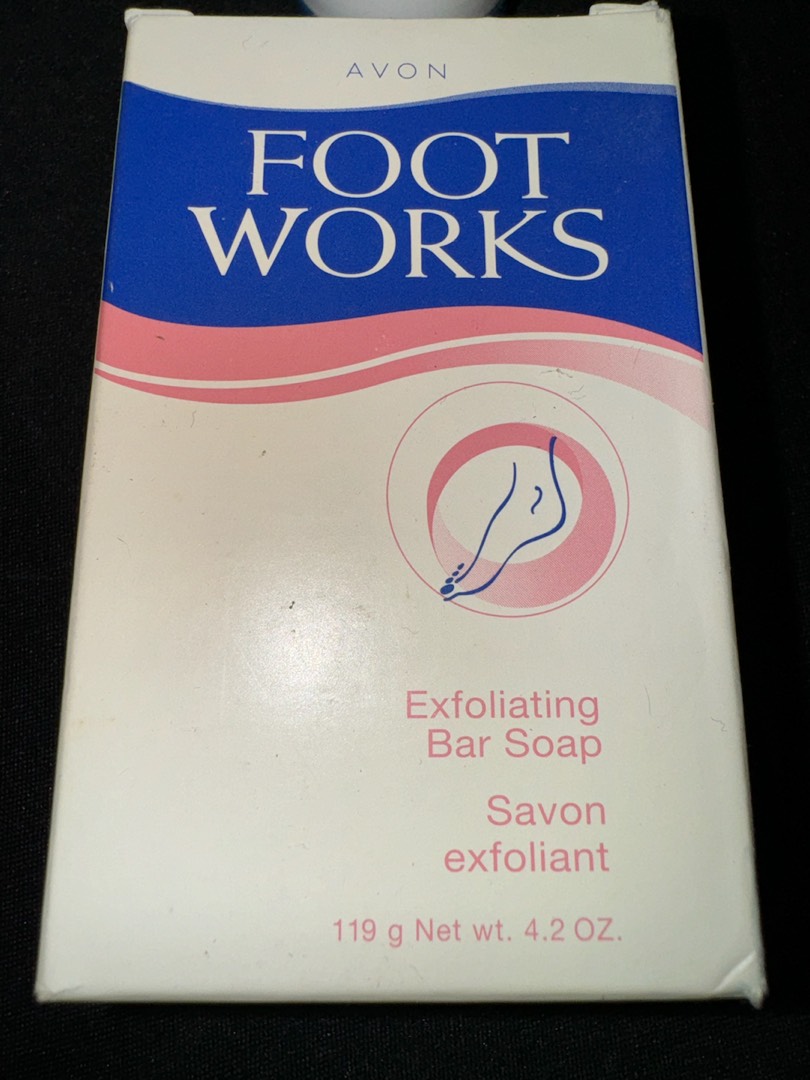 AVON
FOOT
WORKS
Exfoliating
Bar Soap
Savon
exfoliant
119 g Net wt. 4.2 OZ.